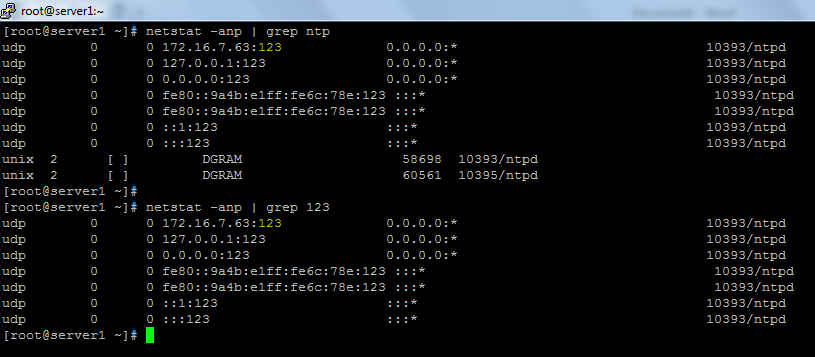 root@server1:~
[root@server1 ~]# netstat -anp | grep ntp
udp 0 0 172.16.7.63:123 0.0.0.0:* 10393/ntpd
udp 0 0 127.0.0.1:123 0.0.0.0:* 10393/ntpd
udp 0 0 0.0.0.0:123 0.0.0.0:* 10393/ntpd
udp 0 0 fe80::9a4b:e1ff:fe6c:78e:123 :::* 10393/ntpd
udp 0 0 fe80::9a4b:e1ff:fe6c:78e:123 :::* 10393/ntpd
udp 0 0 ::1:123 :::* 10393/ntpd
udp 0 0 :::123 :::* 10393/ntpd
unix 2 [ ] DGRAM 58698 10393/ntpd
unix 2 [ ] DGRAM 60561 10395/ntpd
[root@server1 ~]#
[root@server1 ~]# netstat -anp | grep 123
udp 0 0 172.16.7.63:123 0.0.0.0:* 10393/ntpd
udp 0 0 127.0.0.1:123 0.0.0.0:* 10393/ntpd
udp 0 0 0.0.0.0:123 0.0.0.0:* 10393/ntpd
udp 0 0 fe80::9a4b:e1ff:fe6c:78e:123 :::* 10393/ntpd
udp 0 0 fe80::9a4b:e1ff:fe6c:78e:123 :::* 10393/ntpd
udp 0 0 ::1:123 :::* 10393/ntpd
udp 0 0 :::123 :::* 10393/ntpd
[root@server1 ~]#